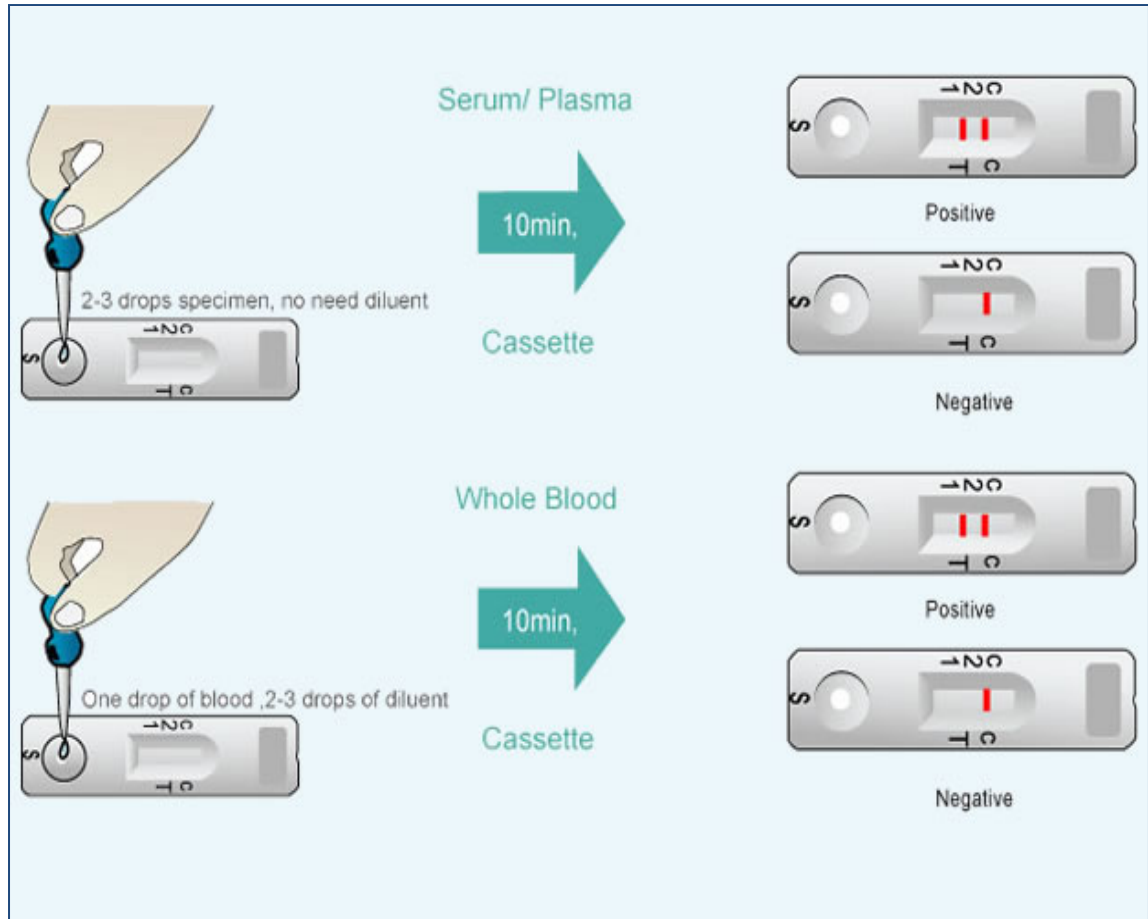 Serum/ Plasma
10min,
2-3 drops specimen, no need diluent
Cassette
S
1 2 C
T C
S
1 2 C
T C
Positive
S
1 2 C
T C
Negative
Whole Blood
10min,
One drop of blood ,2-3 drops of diluent
Cassette
S
1 2 C
T C
S
1 2 C
T C
Positive
S
1 2 C
T C
Negative